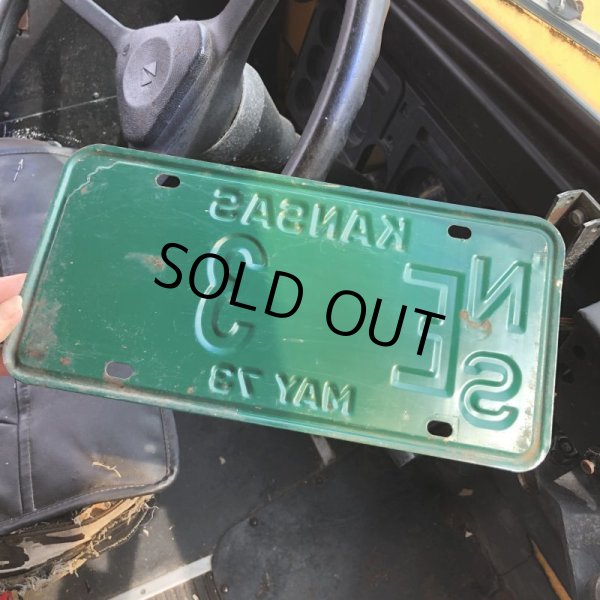 KANSAS
N
S E
SOLD OUT
MAY 73